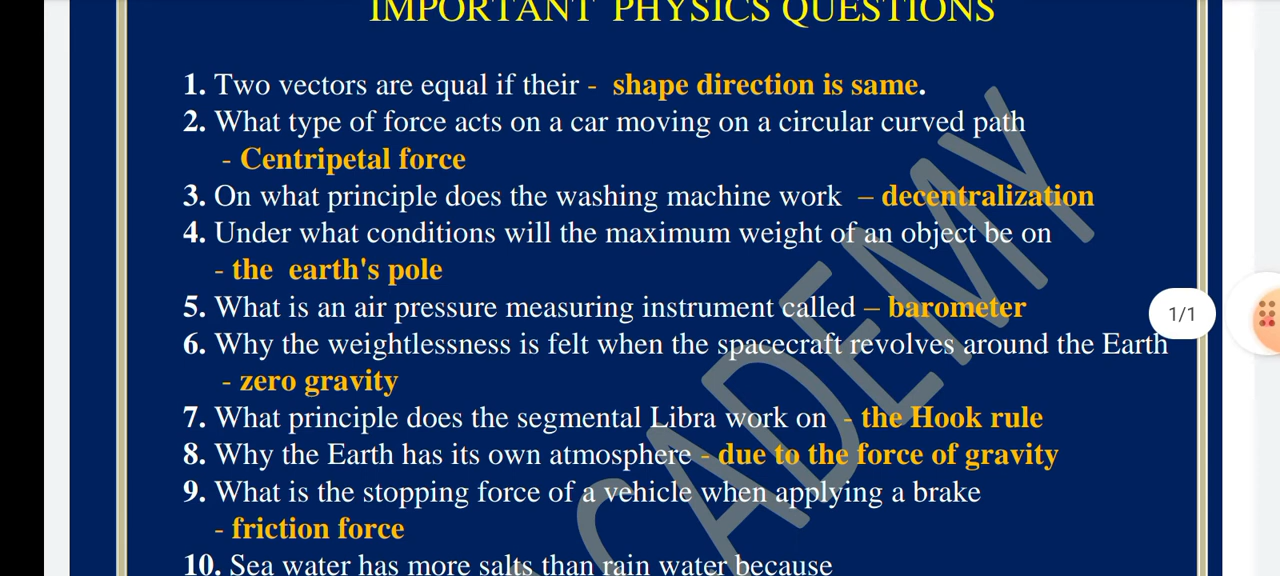 IMPORTANT PHYSICS QUESTIONS
1. Two vectors are equal if their - shape direction is same.
2. What type of force acts on a car moving on a circular curved path
- Centripetal force
3. On what principle does the washing machine work – decentralization
4. Under what conditions will the maximum weight of an object be on
- the earth's pole
5. What is an air pressure measuring instrument called – barometer
1/1
6. Why the weightlessness is felt when the spacecraft revolves around the Earth
- zero gravity
7. What principle does the segmental Libra work on - the Hook rule
8. Why the Earth has its own atmosphere - due to the force of gravity
9. What is the stopping force of a vehicle when applying a brake
- friction force
10. Sea water has more salts than rain water because
CADEMY